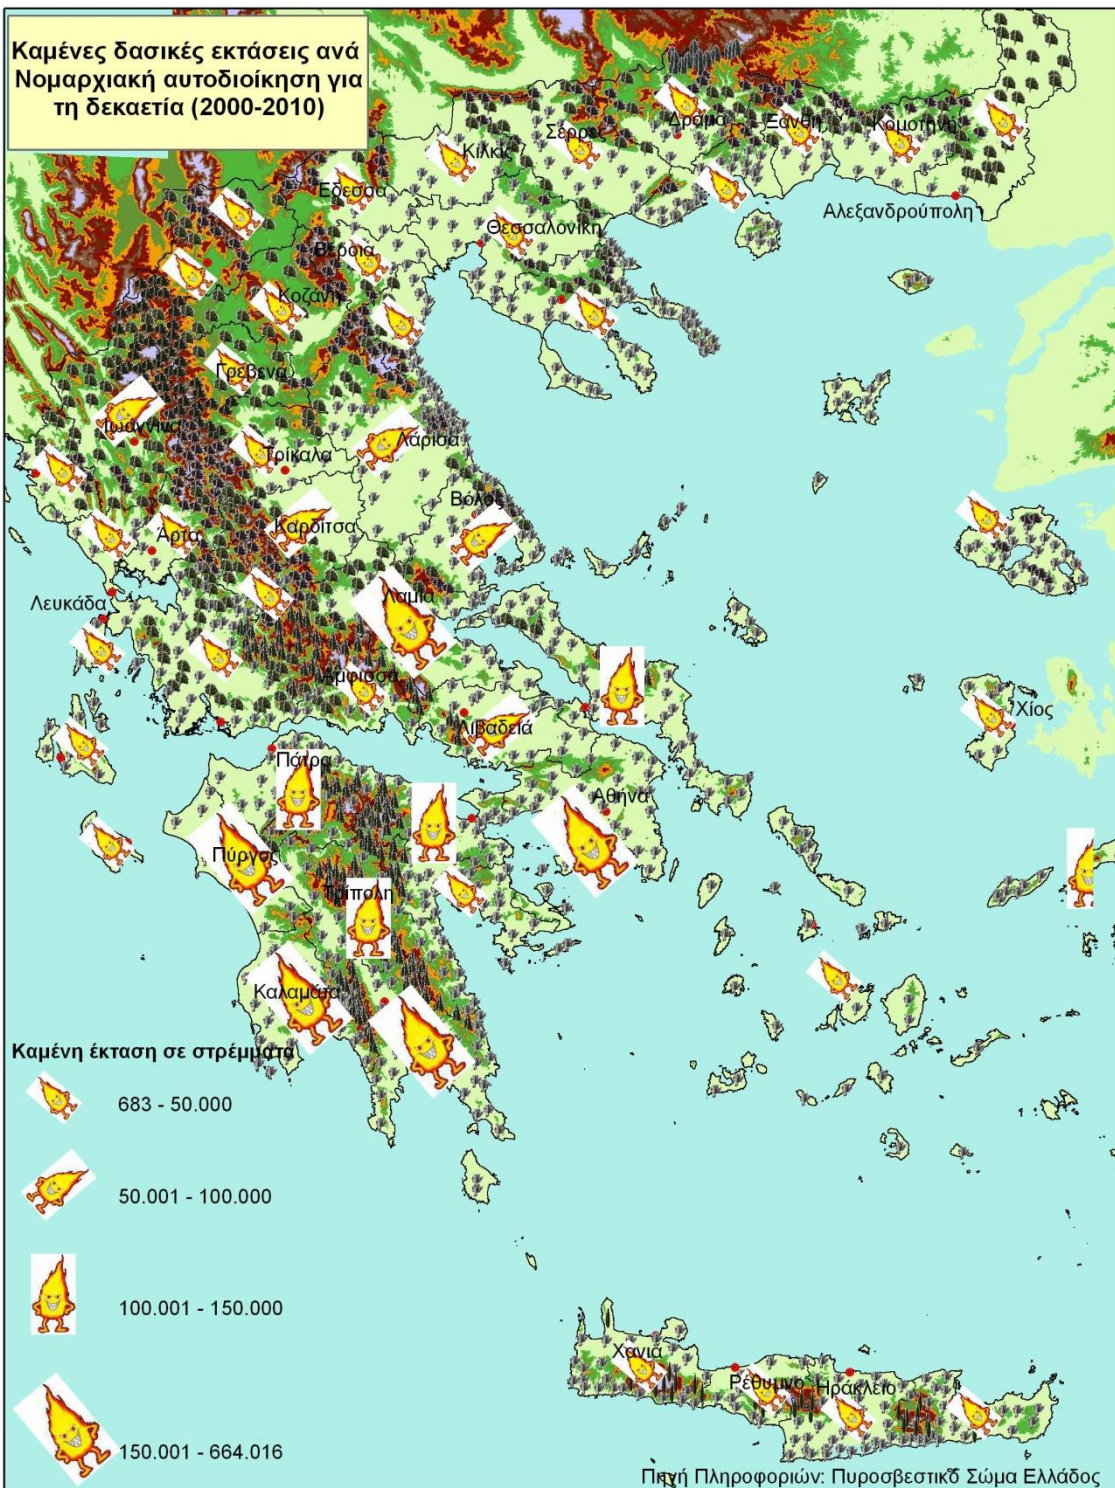 Καμένες δασικές εκτάσεις ανά
Νομαρχιακή αυτοδιοίκηση για
τη δεκαετία (2000-2010)
Δράμα
Ξάνθη
Κομοτηνή
Σέρρες
Κιλκίς
Έδεσσα
Αλεξανδρούπολη
Θεσσαλονίκη
Βέροια
Κοζάνη
Γρεβενά
Ιωάννινα
Λάρισα
Τρίκαλα
Βόλος
Καρδίτσα
Άρτα
Λαμία
Λευκάδα
Άμφισσα
Λιβαδειά
Χίος
Πάτρα
Αθήνα
Πύργος
Τρίπολη
Καλαμάτα
Καμένη έκταση σε στρέμματα
683 - 50.000
50.001 - 100.000
100.001 - 150.000
150.001 - 664.016
Χανιά
Ρέθυμνο
Ηράκλειο
Πηγή Πληροφοριών: Πυροσβεστικό Σώμα Ελλάδος